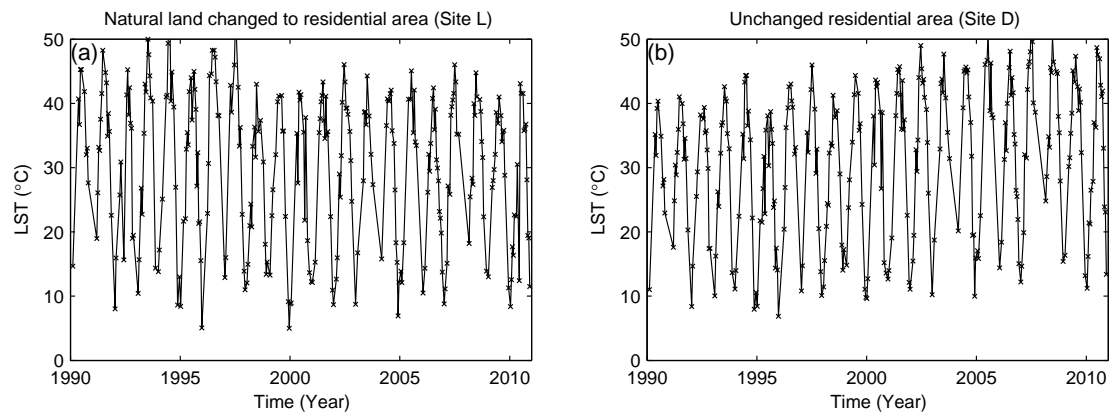 Natural land changed to residential area (Site L)
(a)
50
40
30
20
10
0
LST (°C)
1990 1995 2000 2005 2010
Time (Year)
Unchanged residential area (Site D)
(b)
50
40
30
20
10
0
LST (°C)
1990 1995 2000 2005 2010
Time (Year)